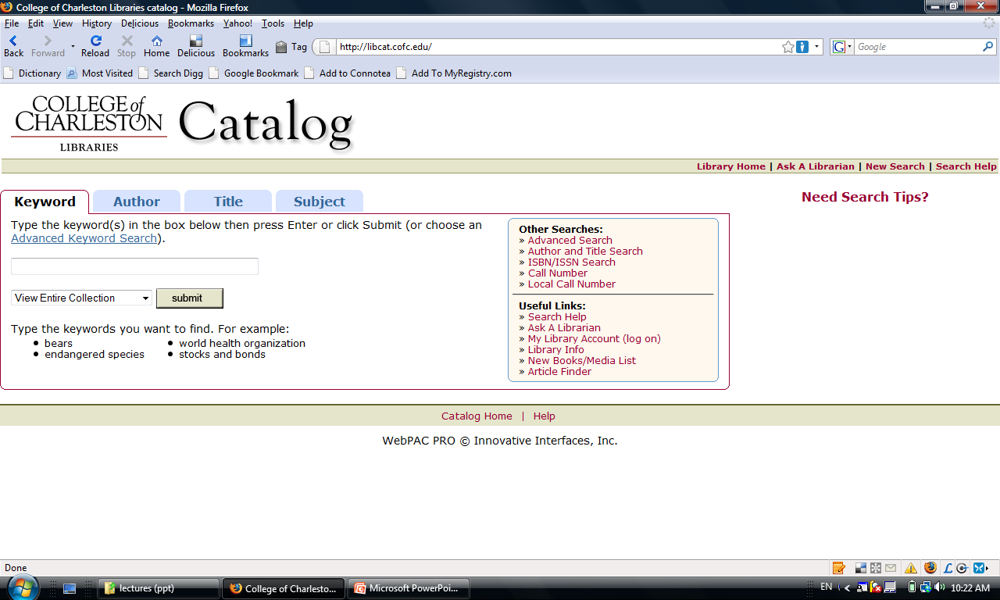 College of Charleston Libraries catalog - Mozilla Firefox
File Edit View History Delicious Bookmarks Yahoo! Tools Help
Back Forward Reload Stop Home Delicious Bookmarks Tag http://libcat.cofc.edu/ G Google
Dictionary Most Visited Search Digg Google Bookmark Add to Connotea Add To MyRegistry.com
COLLEGE of
CHARLESTON
LIBRARIES
Catalog
Library Home | Ask A Librarian | New Search | Search Help
Keyword Author Title Subject
Need Search Tips?
Type the keyword(s) in the box below then press Enter or click Submit (or choose an
Advanced Keyword Search).
View Entire Collection submit
Type the keywords you want to find. For example:
• bears • world health organization
• endangered species • stocks and bonds
Other Searches:
» Advanced Search
» Author and Title Search
» ISBN/ISSN Search
» Call Number
» Local Call Number
Useful Links:
» Search Help
» Ask A Librarian
» My Library Account (log on)
» Library Info
» New Books/Media List
» Article Finder
Catalog Home | Help
WebPAC PRO © Innovative Interfaces, Inc.
Done
lectures (ppt) College of Charlesto... Microsoft PowerPoi... EN 10:22 AM